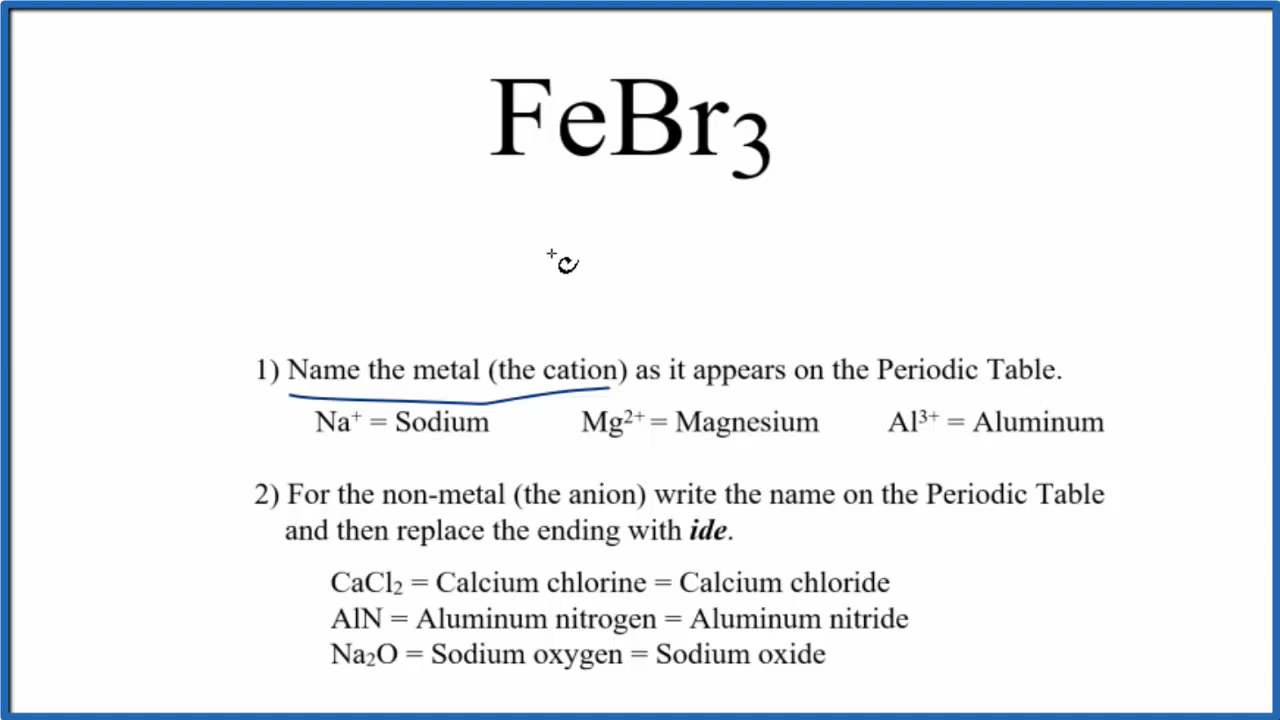 FeBr₃
1) Name the metal (the cation) as it appears on the Periodic Table.
Na⁺ = Sodium Mg²⁺ = Magnesium Al³⁺ = Aluminum
2) For the non-metal (the anion) write the name on the Periodic Table
and then replace the ending with ide.
CaCl₂ = Calcium chlorine = Calcium chloride
AlN = Aluminum nitrogen = Aluminum nitride
Na₂O = Sodium oxygen = Sodium oxide